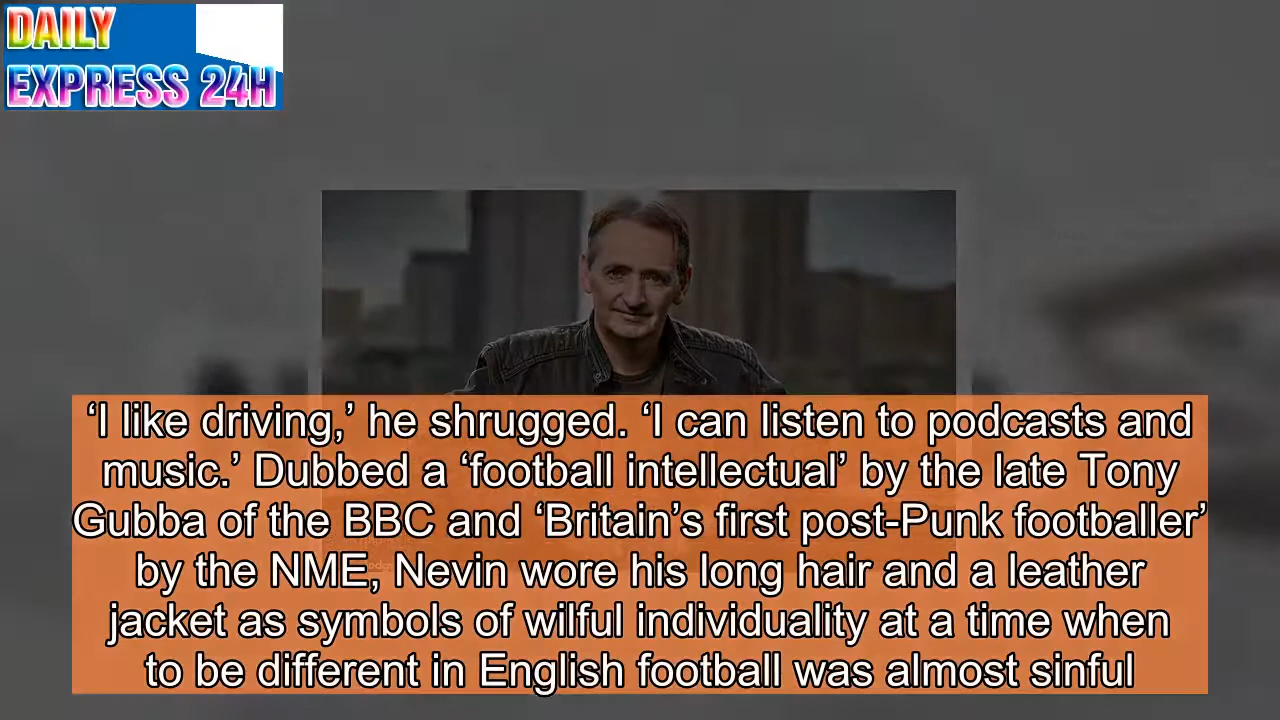 DAILY
EXPRESS 24H
‘I like driving,’ he shrugged. ‘I can listen to podcasts and
music.’ Dubbed a ‘football intellectual’ by the late Tony
Gubba of the BBC and ‘Britain’s first post-Punk footballer’
by the NME, Nevin wore his long hair and a leather
jacket as symbols of wilful individuality at a time when
to be different in English football was almost sinful